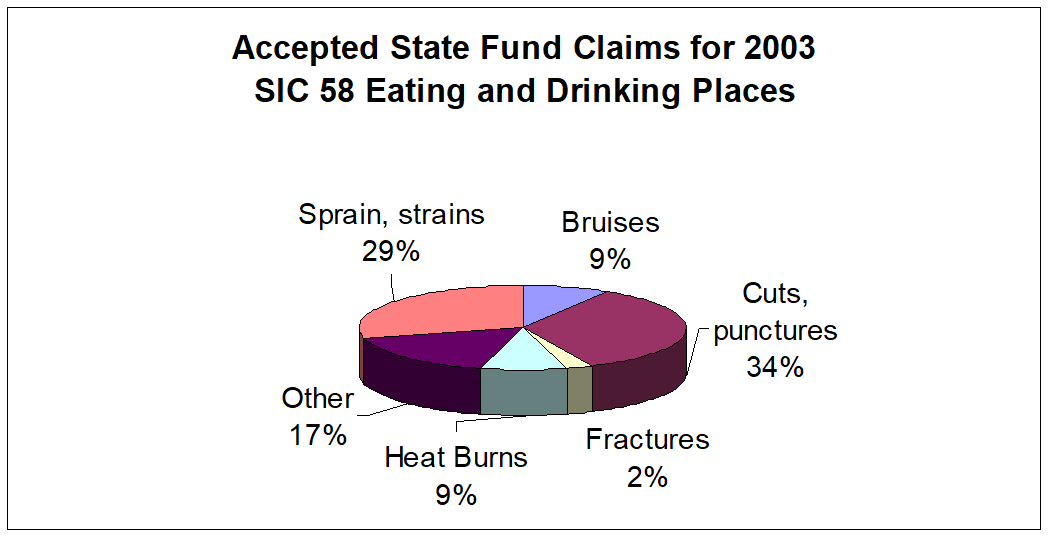 Accepted State Fund Claims for 2003
SIC 58 Eating and Drinking Places
Sprain, strains
29%
Bruises
9%
Cuts,
punctures
34%
Other
17%
Heat Burns
9%
Fractures
2%